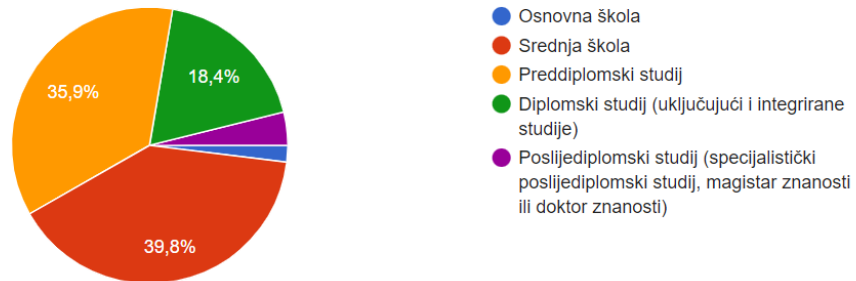 35,9%
18,4%
39,8%
Osnovna škola
Srednja škola
Preddiplomski studij
Diplomski studij (uključujući i integrirane
studije)
Poslijediplomski studij (specijalistički
poslijediplomski studij, magistar znanosti
ili doktor znanosti)